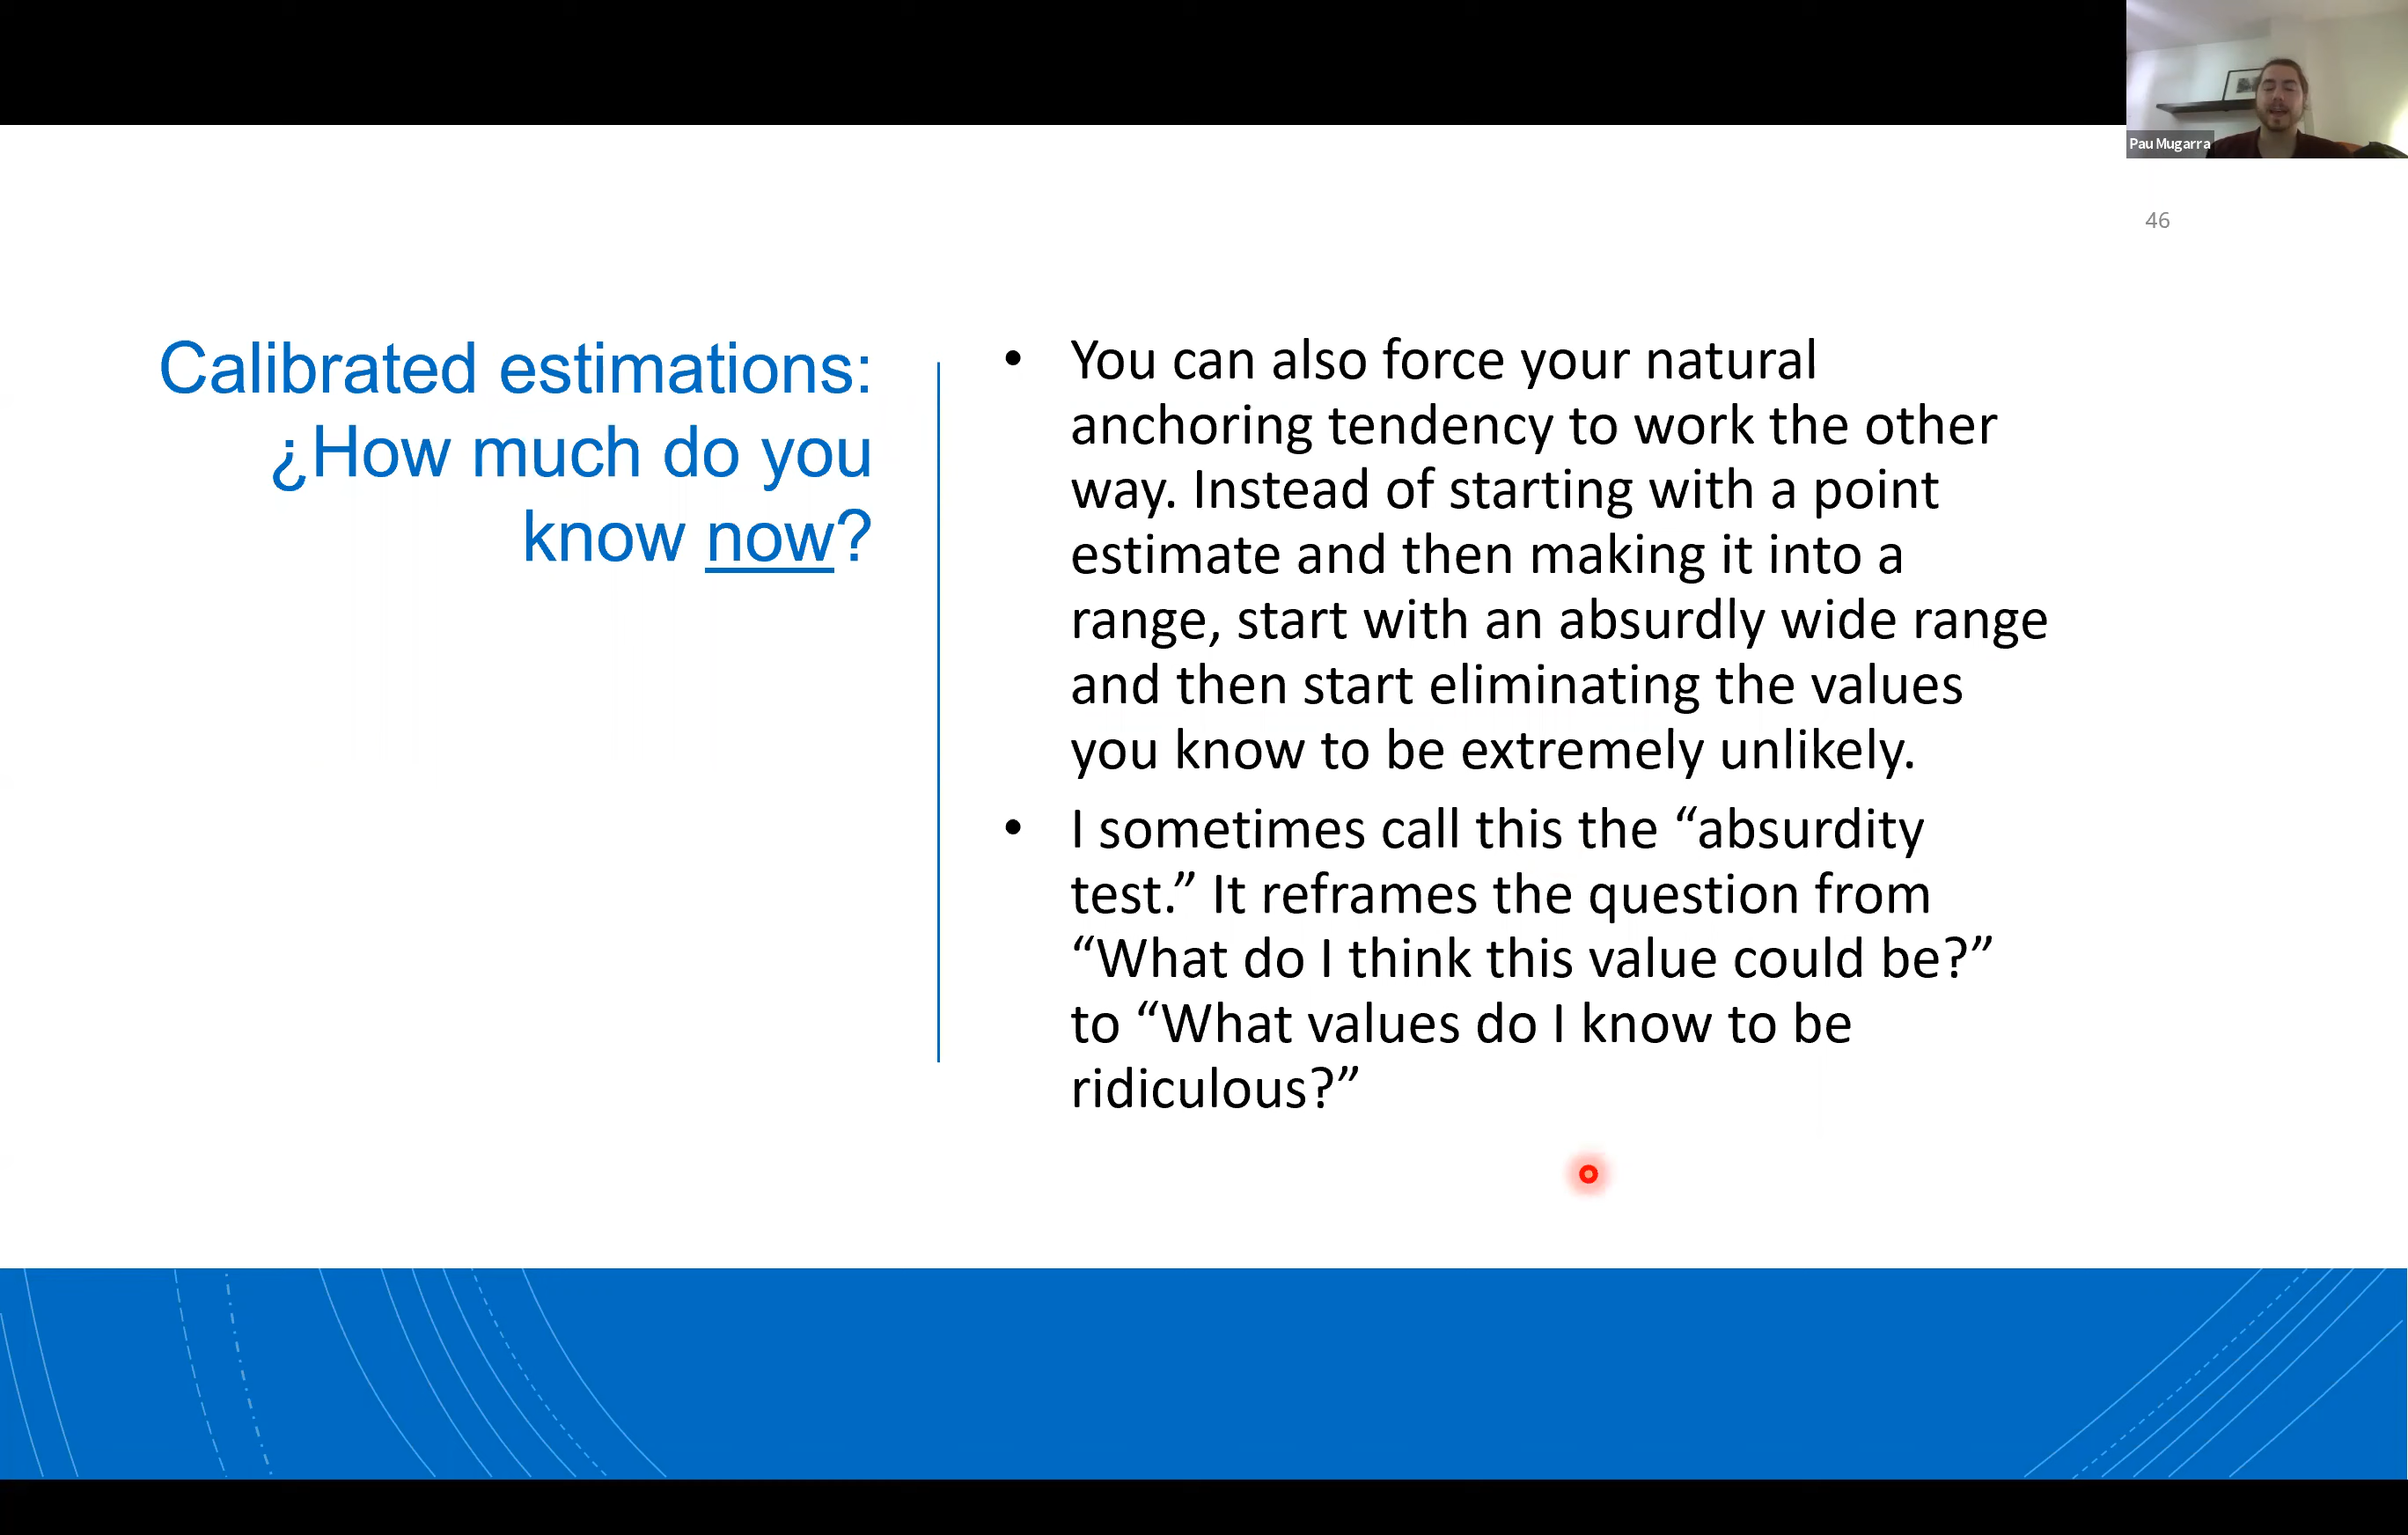 Pau Mugarra
46
Calibrated estimations:
¿How much do you
know now?
• You can also force your natural
anchoring tendency to work the other
way. Instead of starting with a point
estimate and then making it into a
range, start with an absurdly wide range
and then start eliminating the values
you know to be extremely unlikely.
• I sometimes call this the “absurdity
test.” It reframes the question from
“What do I think this value could be?”
to “What values do I know to be
ridiculous?”